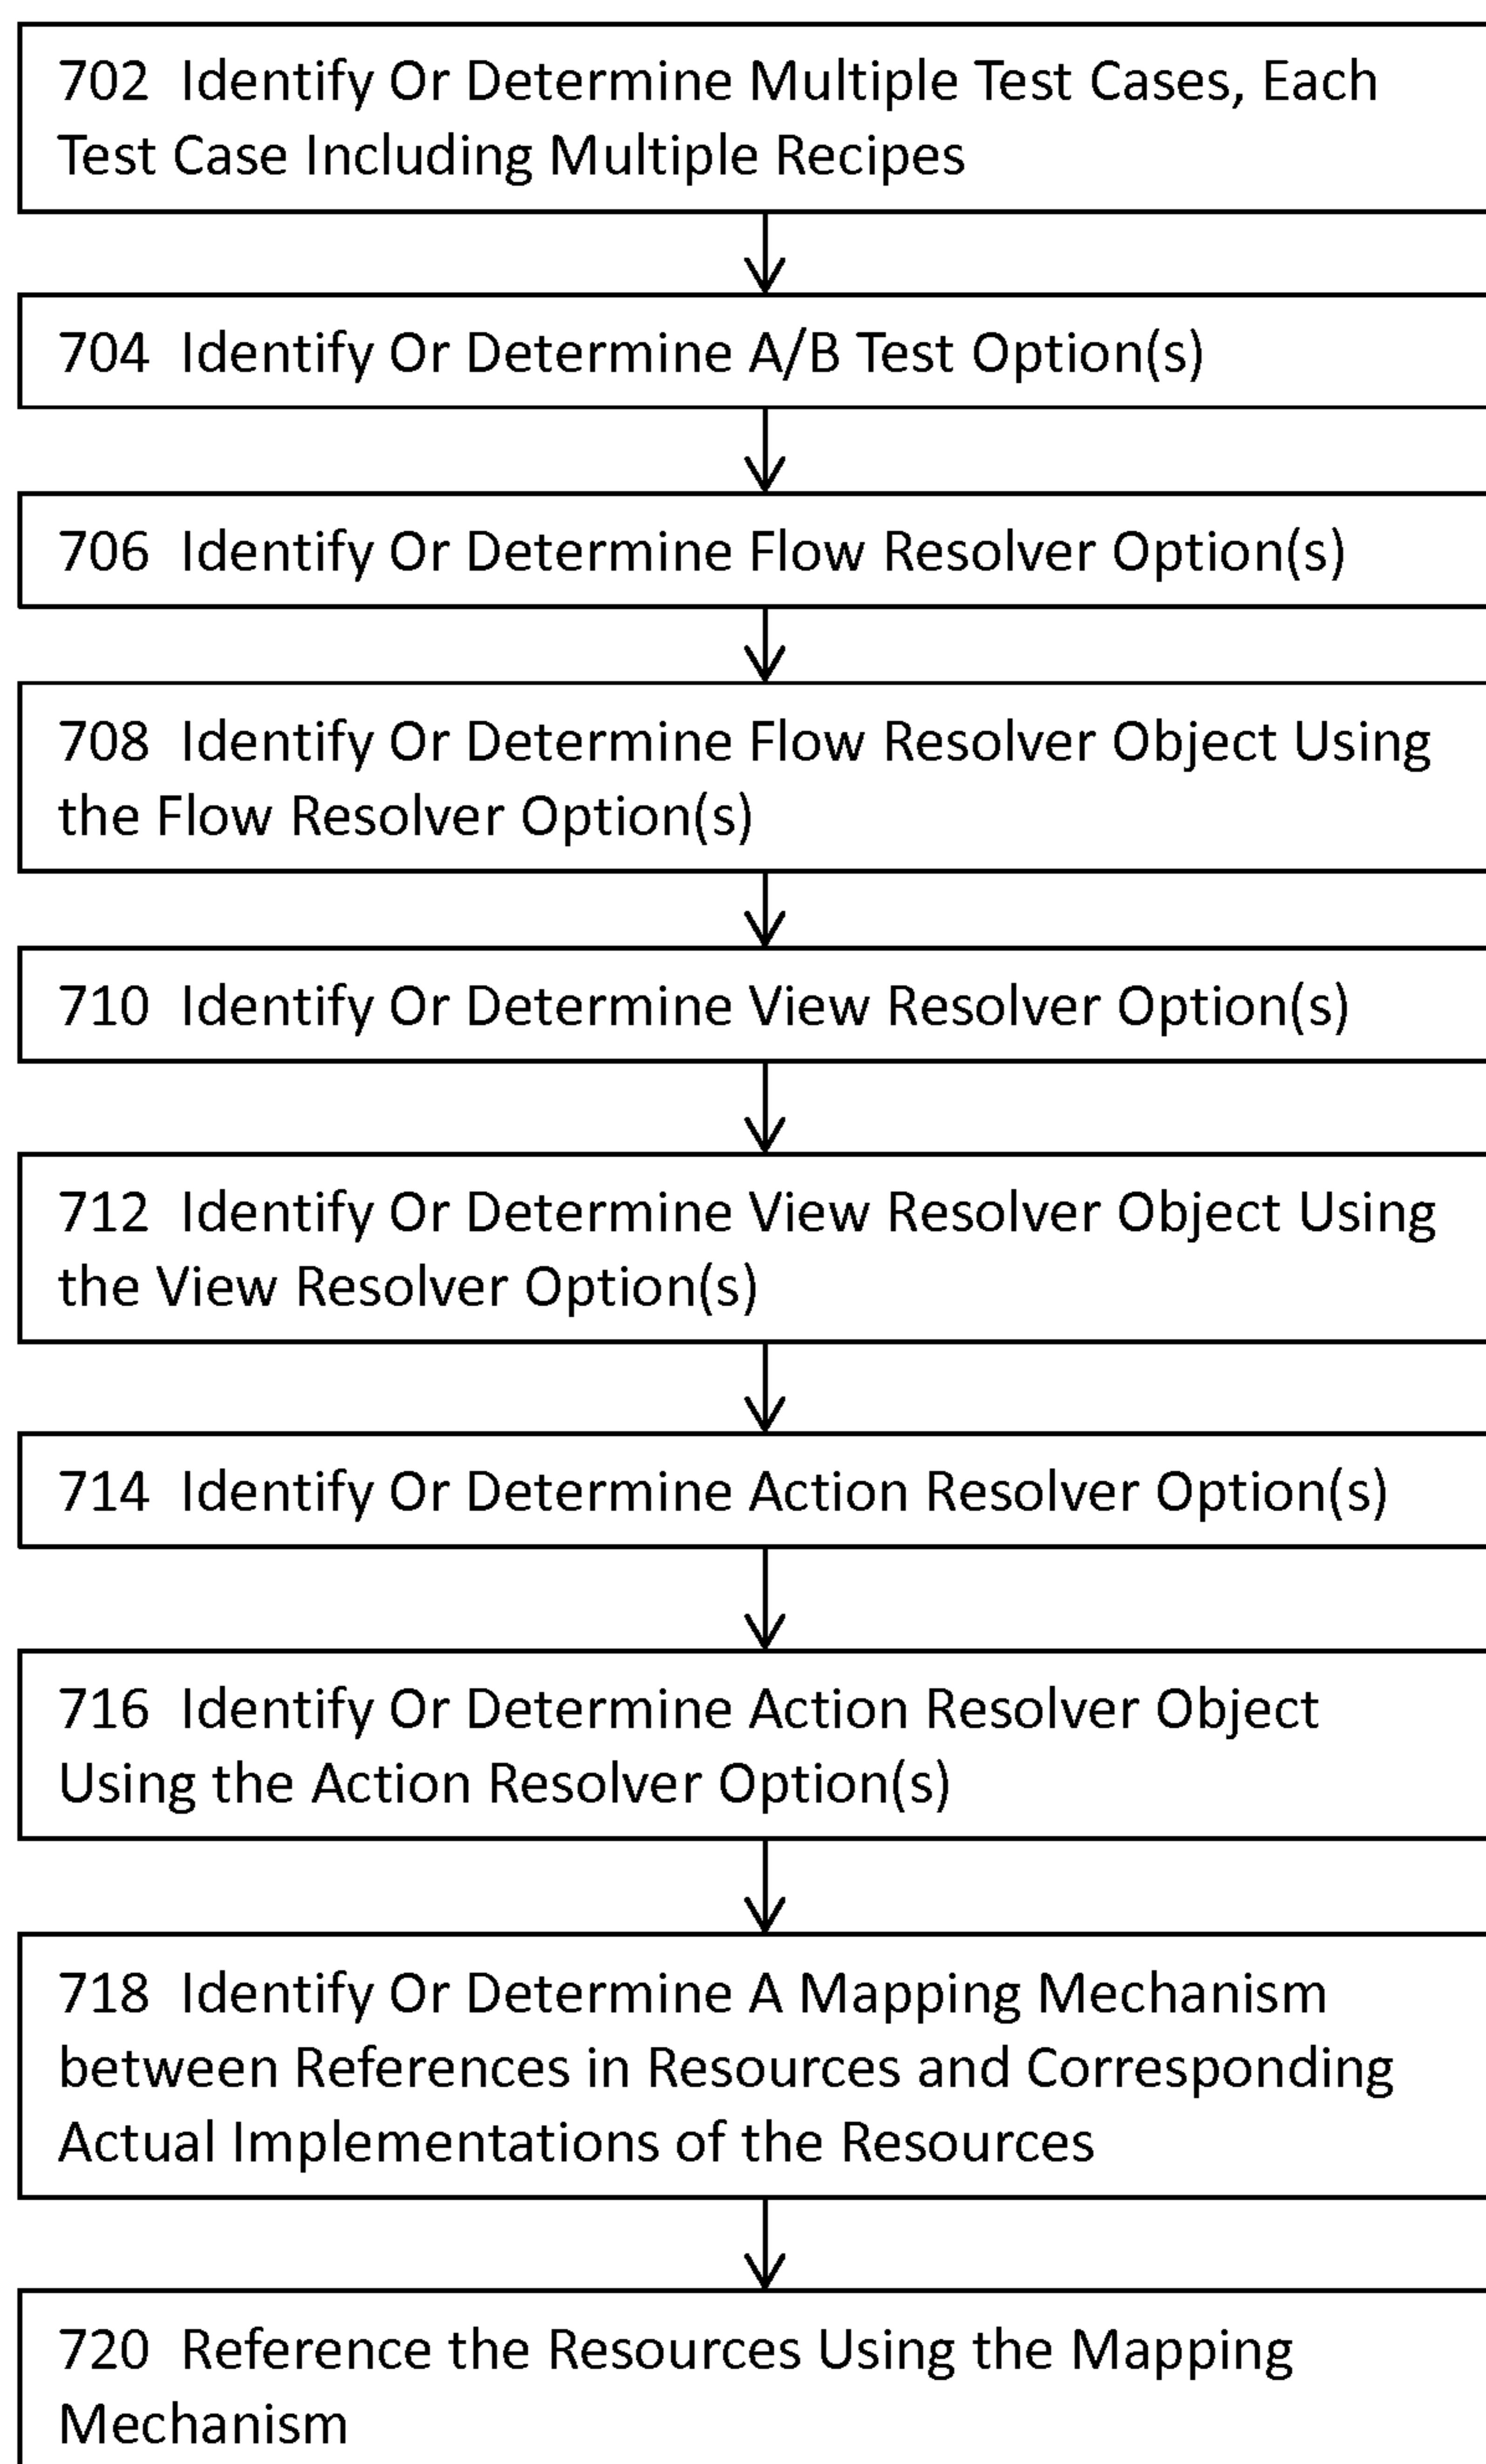 702 Identify Or Determine Multiple Test Cases, Each
Test Case Including Multiple Recipes
704 Identify Or Determine A/B Test Option(s)
706 Identify Or Determine Flow Resolver Option(s)
708 Identify Or Determine Flow Resolver Object Using
the Flow Resolver Option(s)
710 Identify Or Determine View Resolver Option(s)
712 Identify Or Determine View Resolver Object Using
the View Resolver Option(s)
714 Identify Or Determine Action Resolver Option(s)
716 Identify Or Determine Action Resolver Object
Using the Action Resolver Option(s)
718 Identify Or Determine A Mapping Mechanism
between References in Resources and Corresponding
Actual Implementations of the Resources
720 Reference the Resources Using the Mapping
Mechanism